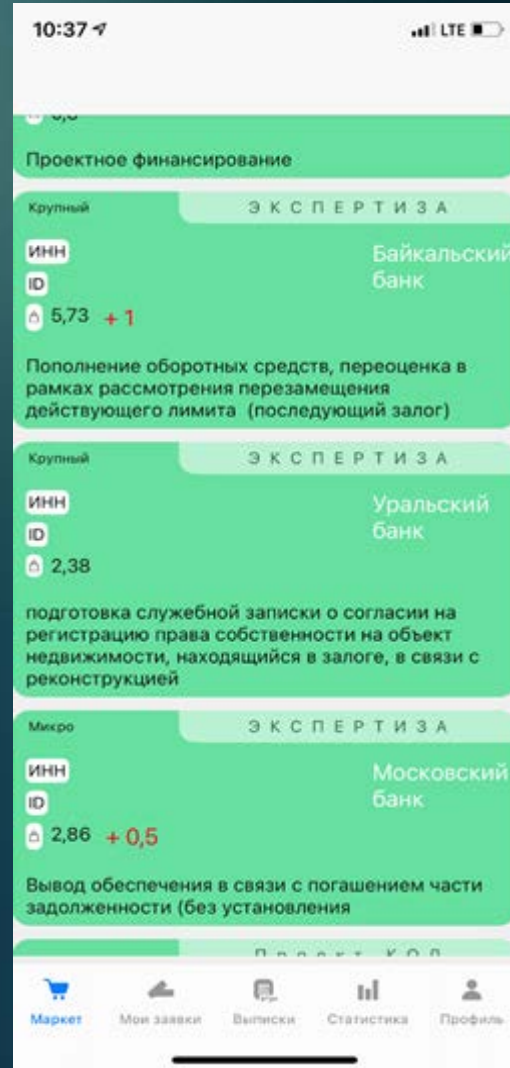 10:37
LTE
Проектное финансирование
Крупный
ЭКСПЕРТИЗА
ИНН
Байкальский
банк
ID
5,73 + 1
Пополнение оборотных средств, переоценка в
рамках рассмотрения перезамещения
действующего лимита (последующий залог)
Крупный
ЭКСПЕРТИЗА
ИНН
Уральский
банк
ID
2,38
подготовка служебной записки о согласии на
регистрацию права собственности на объект
недвижимости, находящийся в залоге, в связи с
реконструкцией
Микро
ЭКСПЕРТИЗА
ИНН
Московский
банк
ID
2,86 + 0,5
Вывод обеспечения в связи с погашением части
задолженности (без установления
Маркет
Мои заявки
Выписки
Статистика
Профиль